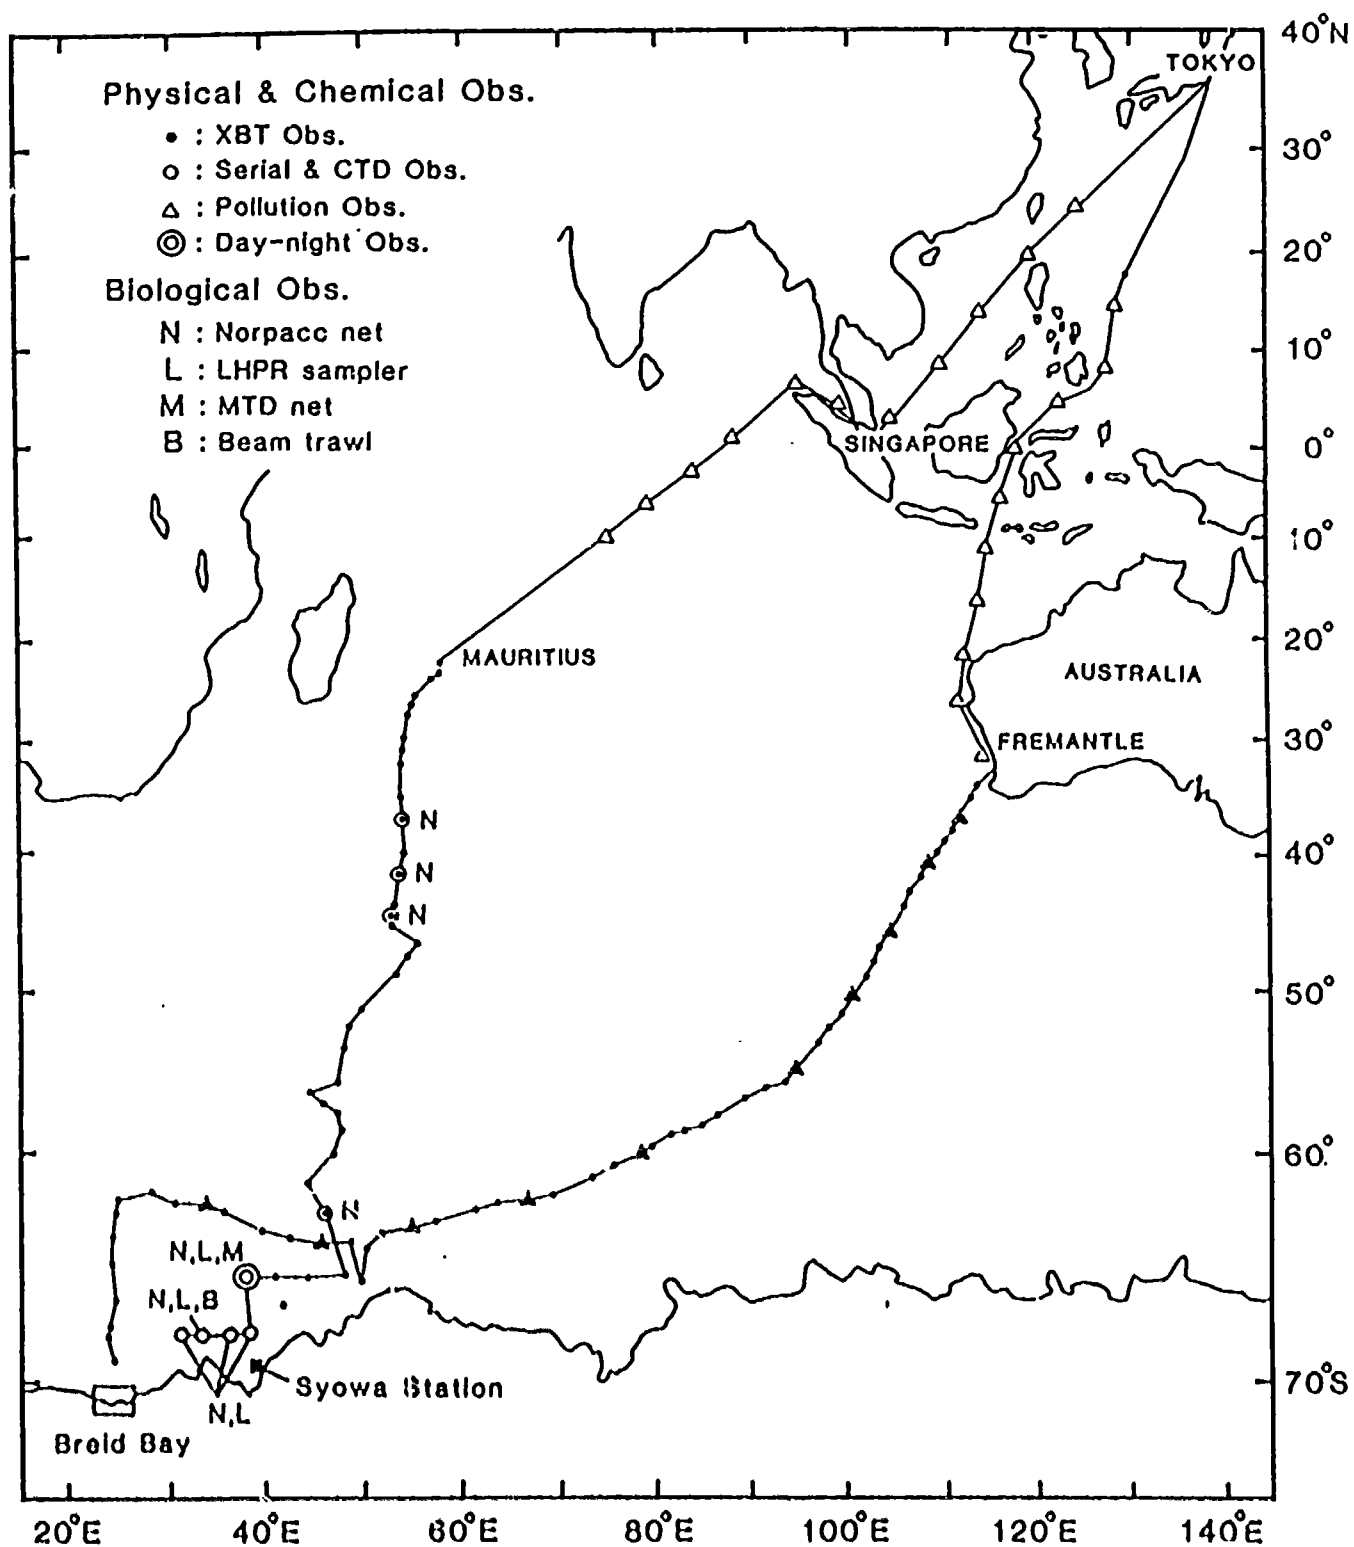 Physical & Chemical Obs.
• : XBT Obs.
○ : Serial & CTD Obs.
△ : Pollution Obs.
◎ : Day-night Obs.
Biological Obs.
N : Norpacc net
L : LHPR sampler
M : MTD net
B : Beam trawl
TOKYO
SINGAPORE
MAURITIUS
AUSTRALIA
FREMANTLE
N
N
N
N
N,L,M
N,L,B
N,L
Syowa Station
Breid Bay
40°N
30°
20°
10°
0°
10°
20°
30°
40°
50°
60°
70°S
20°E
40°E
60°E
80°E
100°E
120°E
140°E